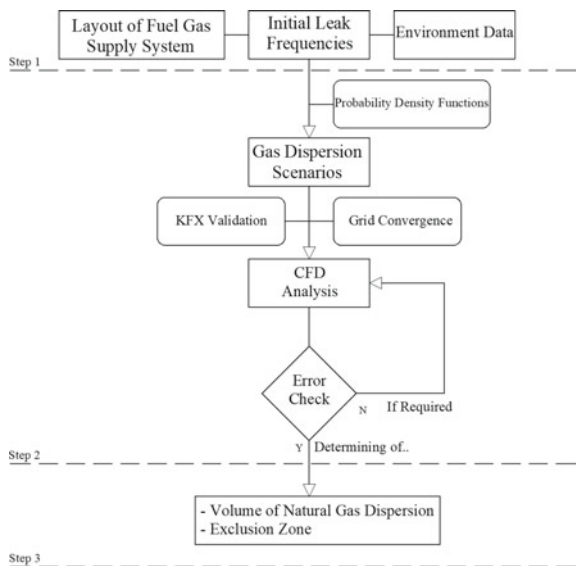 Layout of Fuel Gas
Supply System
Initial Leak
Frequencies
Environment Data
Step 1
Probability Density Functions
Gas Dispersion
Scenarios
KFX Validation
Grid Convergence
CFD
Analysis
Error
Check
N
If Required
Y
Determining of..
Step 2
- Volume of Natural Gas Dispersion
- Exclusion Zone
Step 3